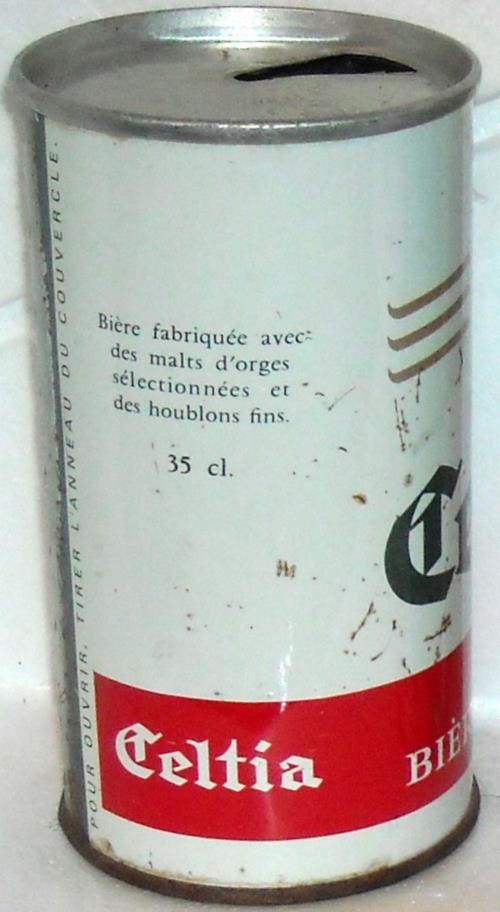 POUR OUVRIR, TIRER L'ANNEAU DU COUVERCLE.
Bière fabriquée avec
des malts d'orges
sélectionnées et
des houblons fins.
35 cl.
Celtia